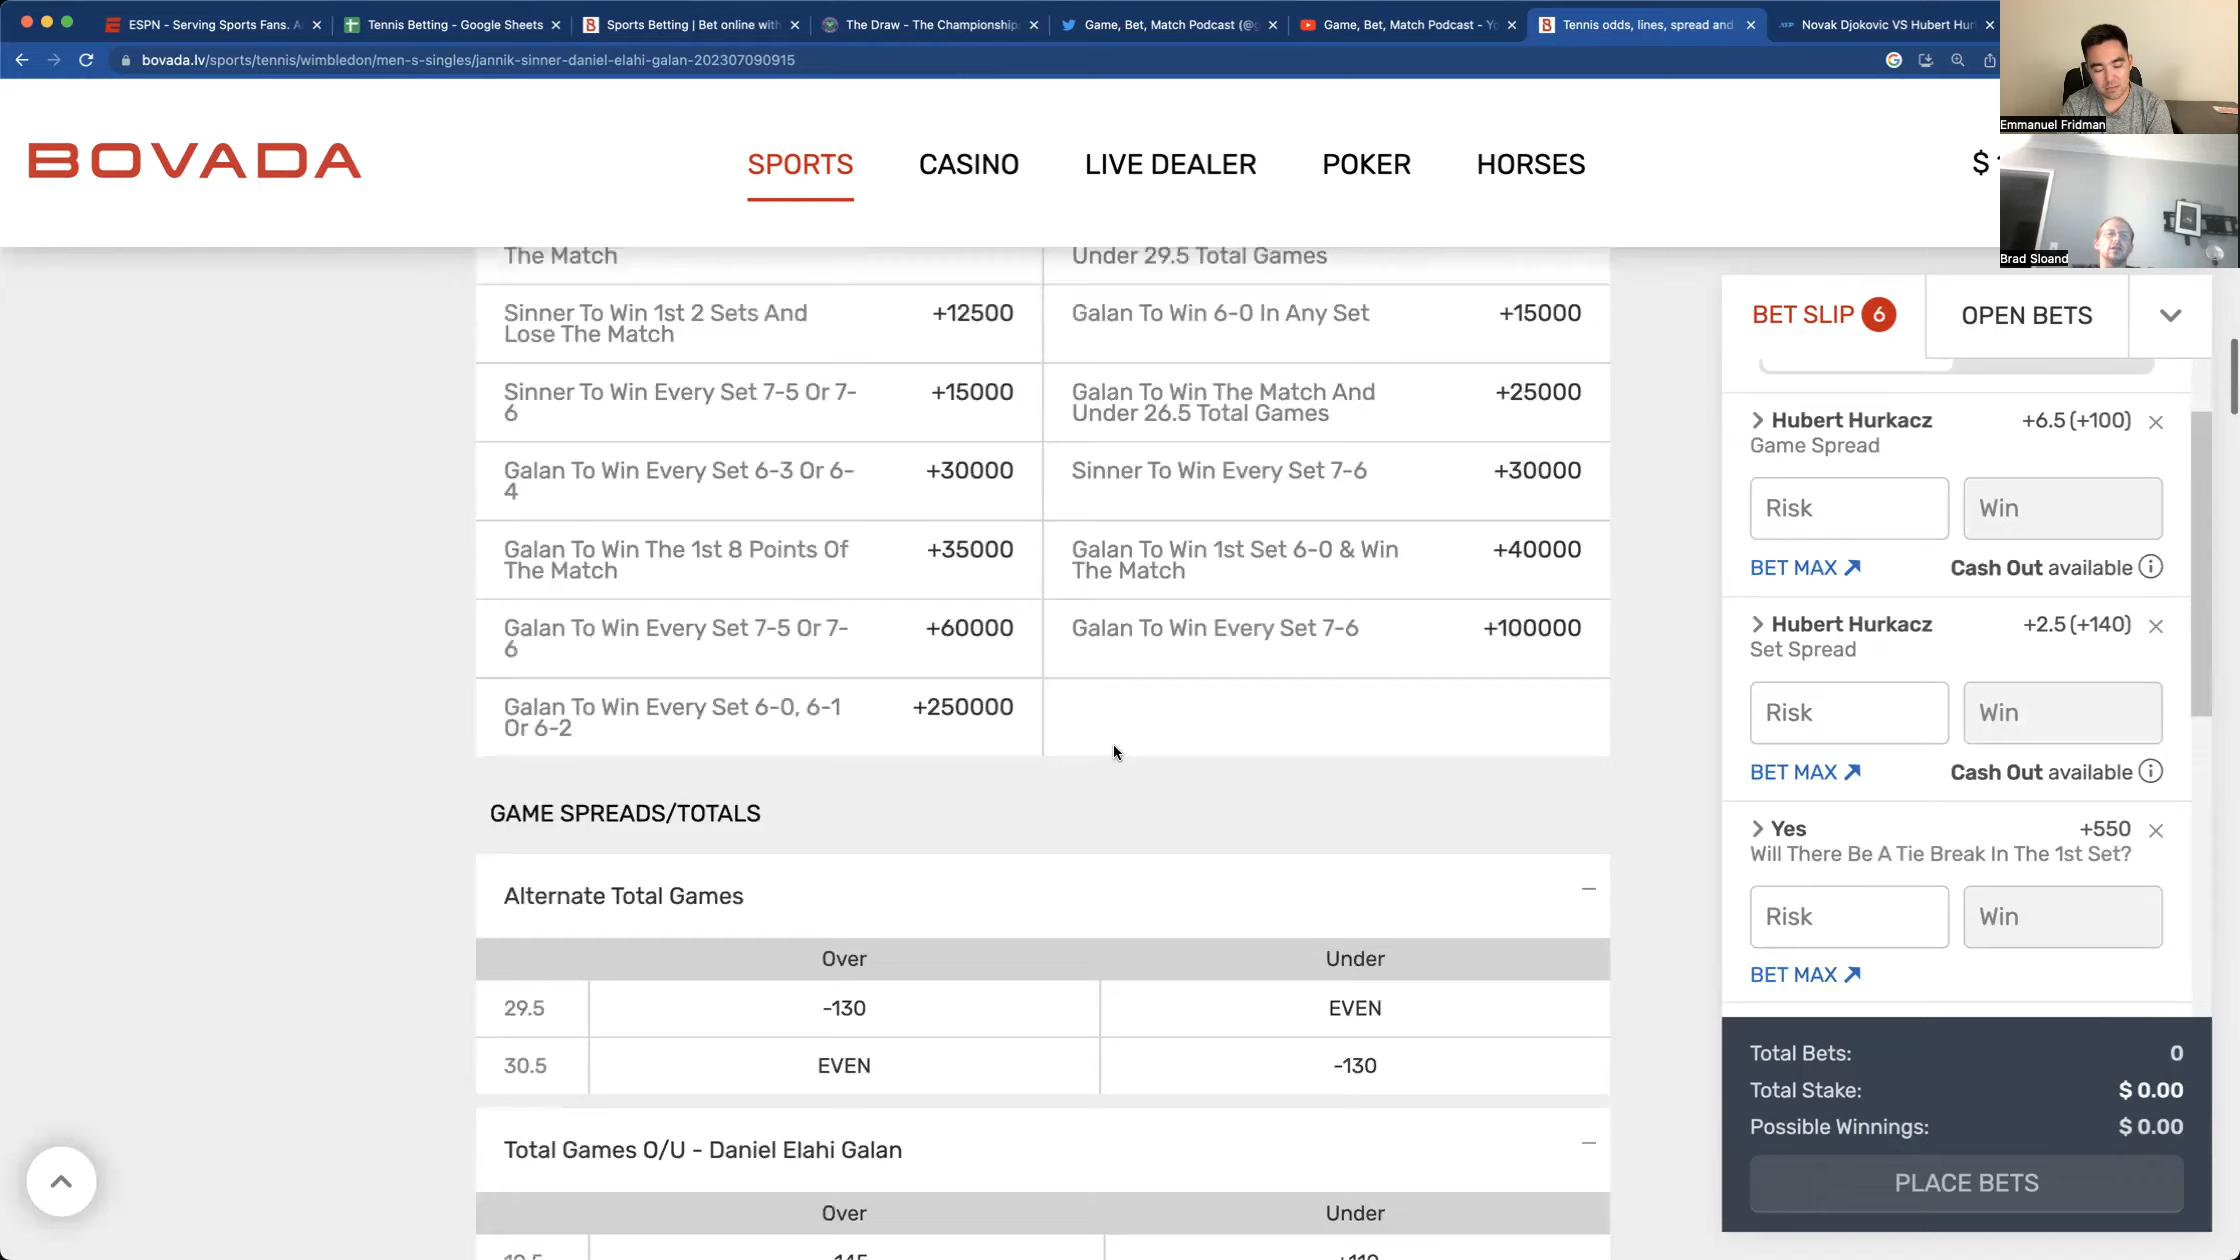 ESPN - Serving Sports Fans. A
Tennis Betting - Google Sheets
Sports Betting | Bet online with
The Draw - The Championship
Game, Bet, Match Podcast (@g
Game, Bet, Match Podcast - Yo
Tennis odds, lines, spread and
Novak Djokovic VS Hubert Hur
bovada.lv/sports/tennis/wimbledon/men-s-singles/jannik-sinner-daniel-elahi-galan-202307090915
Emmanuel Fridman
Brad Sloand
BOVADA
SPORTS
CASINO
LIVE DEALER
POKER
HORSES
$
The Match
Under 29.5 Total Games
Sinner To Win 1st 2 Sets And
Lose The Match
+12500
Galan To Win 6-0 In Any Set
+15000
Sinner To Win Every Set 7-5 Or 7-
6
+15000
Galan To Win The Match And
Under 26.5 Total Games
+25000
Galan To Win Every Set 6-3 Or 6-
4
+30000
Sinner To Win Every Set 7-6
+30000
Galan To Win The 1st 8 Points Of
The Match
+35000
Galan To Win 1st Set 6-0 & Win
The Match
+40000
Galan To Win Every Set 7-5 Or 7-
6
+60000
Galan To Win Every Set 7-6
+100000
Galan To Win Every Set 6-0, 6-1
Or 6-2
+250000
GAME SPREADS/TOTALS
Alternate Total Games
Over
Under
29.5
-130
EVEN
30.5
EVEN
-130
Total Games O/U - Daniel Elahi Galan
Over
Under
BET SLIP 6
OPEN BETS
Hubert Hurkacz
+6.5 (+100)
Game Spread
Risk
Win
BET MAX
Cash Out available
Hubert Hurkacz
+2.5 (+140)
Set Spread
Risk
Win
BET MAX
Cash Out available
Yes
+550
Will There Be A Tie Break In The 1st Set?
Risk
Win
BET MAX
Total Bets:
0
Total Stake:
$ 0.00
Possible Winnings:
$ 0.00
PLACE BETS